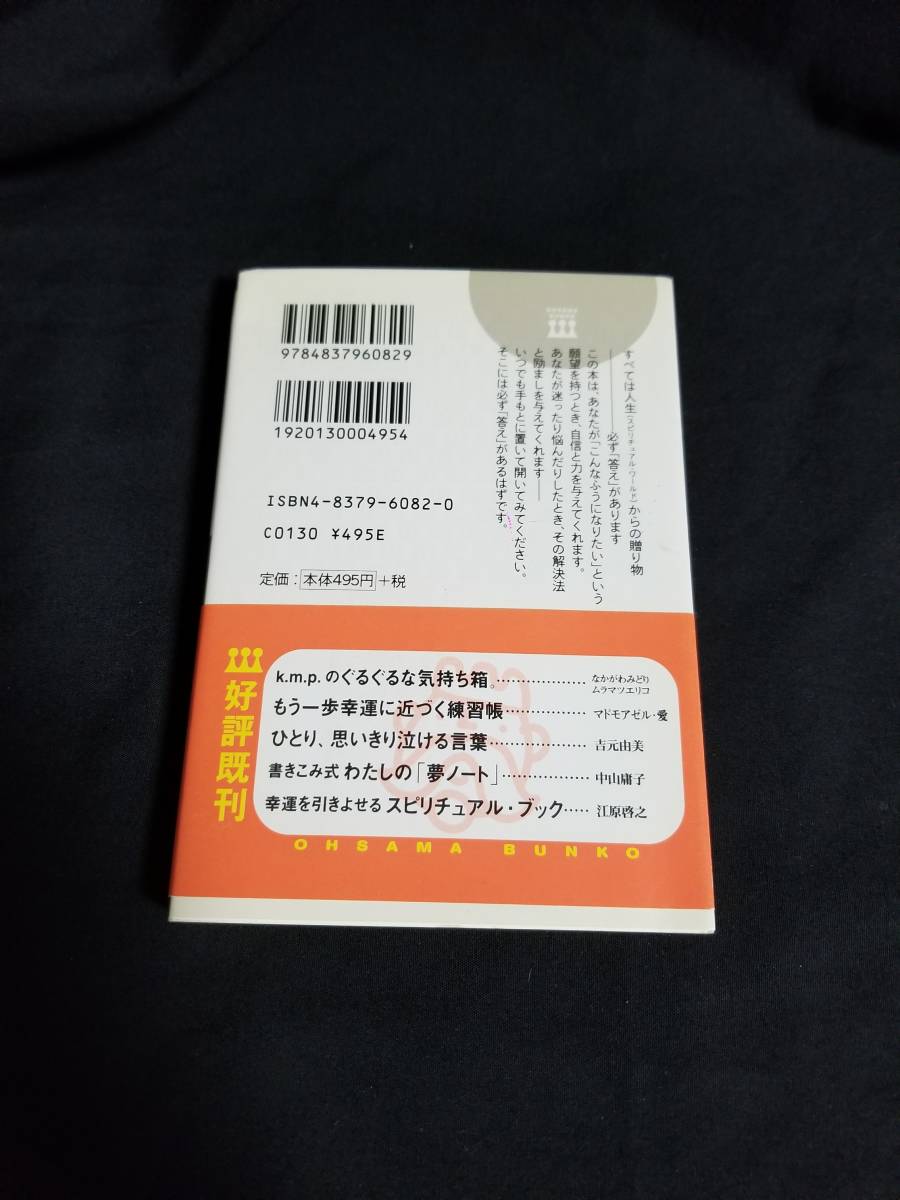 9784837960829
1920130004954
ISBN4-8379-6082-0
C0130 ¥495E
定価：本体495円＋税
すべては人生(スピリチュアル・ワールド)からの贈り物
――必ず「答え」があります
この本は、あなたが「こんなふうになりたい」という
願望を持つとき、自信と力を与えてくれます。
あなたが迷ったり悩んだりしたとき、その解決法
と励ましを与えてくれます――
いつでも手もとに置いて開いてみてください。
そこには必ず「答え」があるはずです。
好評既刊
k.m.p.のぐるぐるな気持ち箱。………………なかがわみどり ムラマツエリコ
もう一歩幸運に近づく練習帳……………マドモアゼル・愛
ひとり、思いきり泣ける言葉………………吉元由美
書きこみ式 わたしの「夢ノート」………………中山庸子
幸運を引きよせる スピリチュアル・ブック‥‥江原啓之
OHSAMA BUNKO